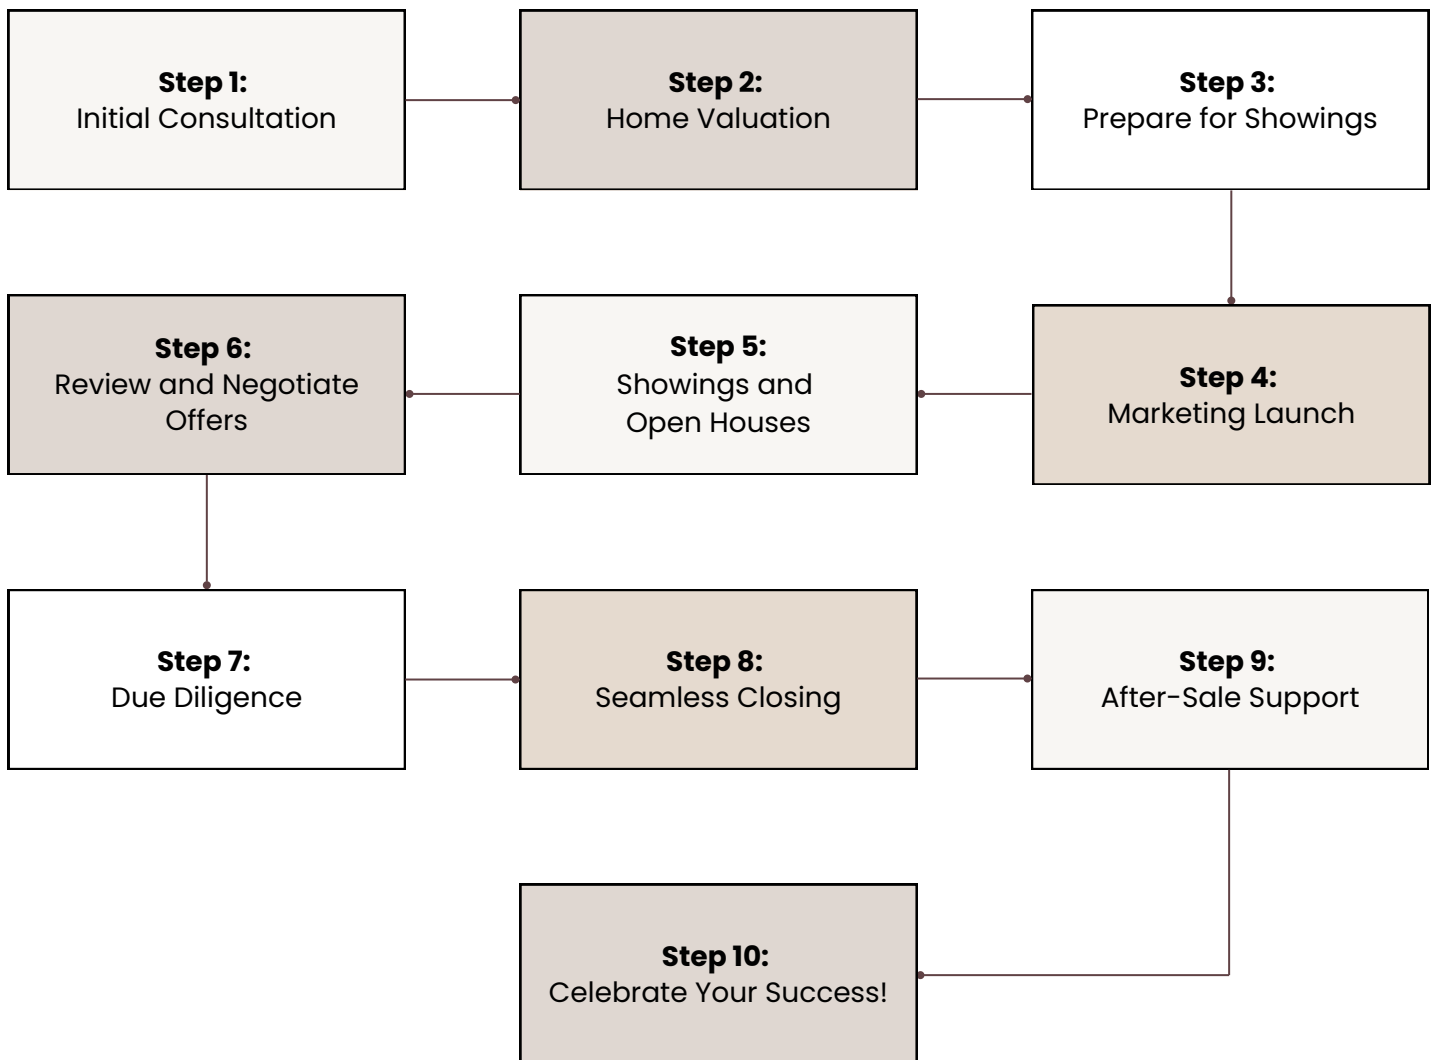 Step 1:
Initial Consultation
Step 2:
Home Valuation
Step 3:
Prepare for Showings
Step 4:
Marketing Launch
Step 5:
Showings and
Open Houses
Step 6:
Review and Negotiate
Offers
Step 7:
Due Diligence
Step 8:
Seamless Closing
Step 9:
After-Sale Support
Step 10:
Celebrate Your Success!